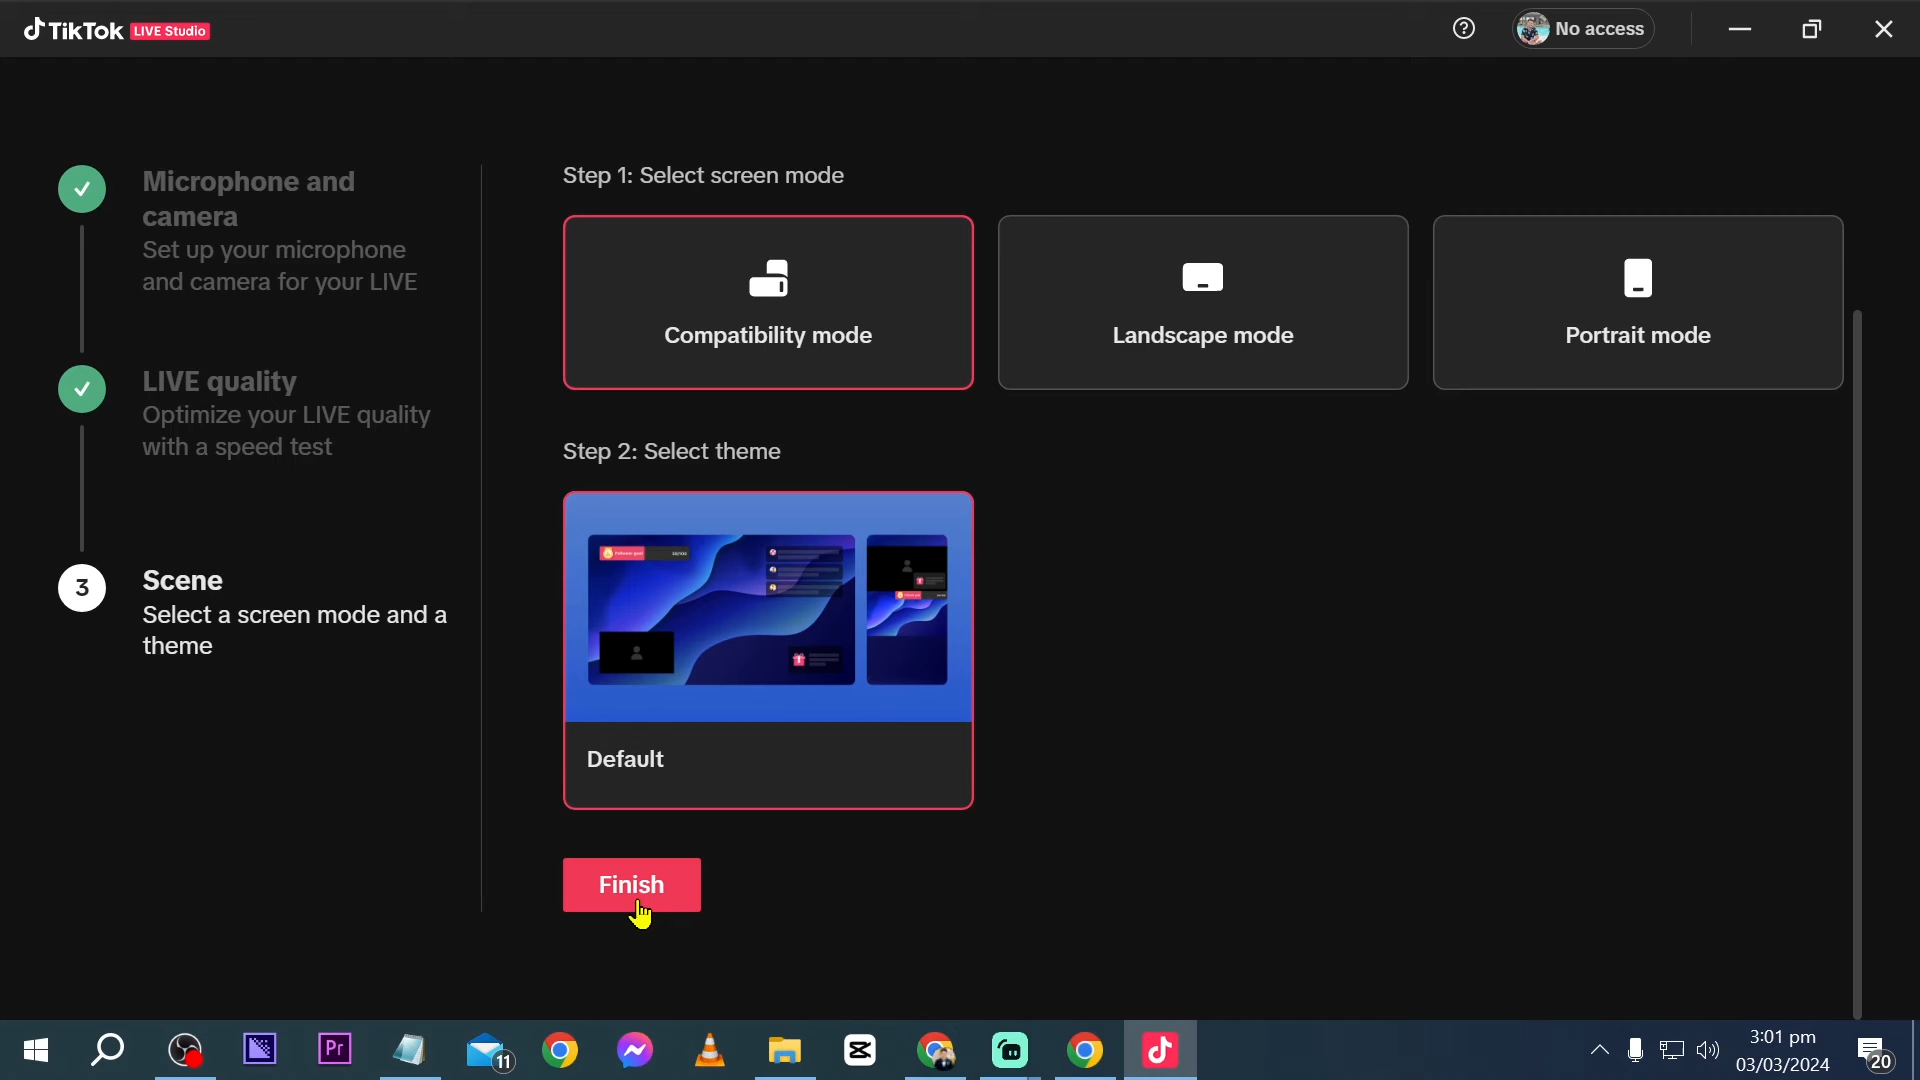 TikTok LIVE Studio
No access
Microphone and
camera
Set up your microphone
and camera for your LIVE
LIVE quality
Optimize your LIVE quality
with a speed test
3
Scene
Select a screen mode and a
theme
Step 1: Select screen mode
Compatibility mode
Landscape mode
Portrait mode
Step 2: Select theme
Follower goal
Default
Finish
Pr
11
3:01 pm
03/03/2024
20